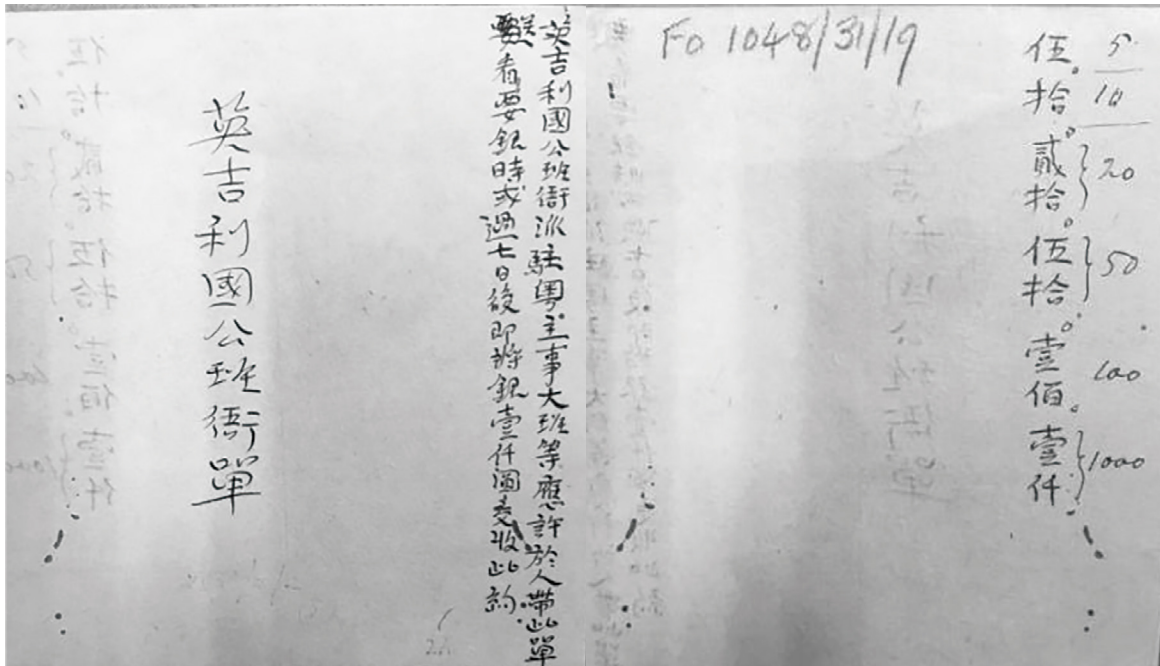 英吉利國公班衙派駐粵主事大班等應許於人帶此單
者要銀時或過七日後即將銀壹仟圓交收此約
英吉利國公班衙單
FO 1048/31/19
5
10
20
50
100
1000
伍。拾。貳拾。伍拾。壹佰。壹仟